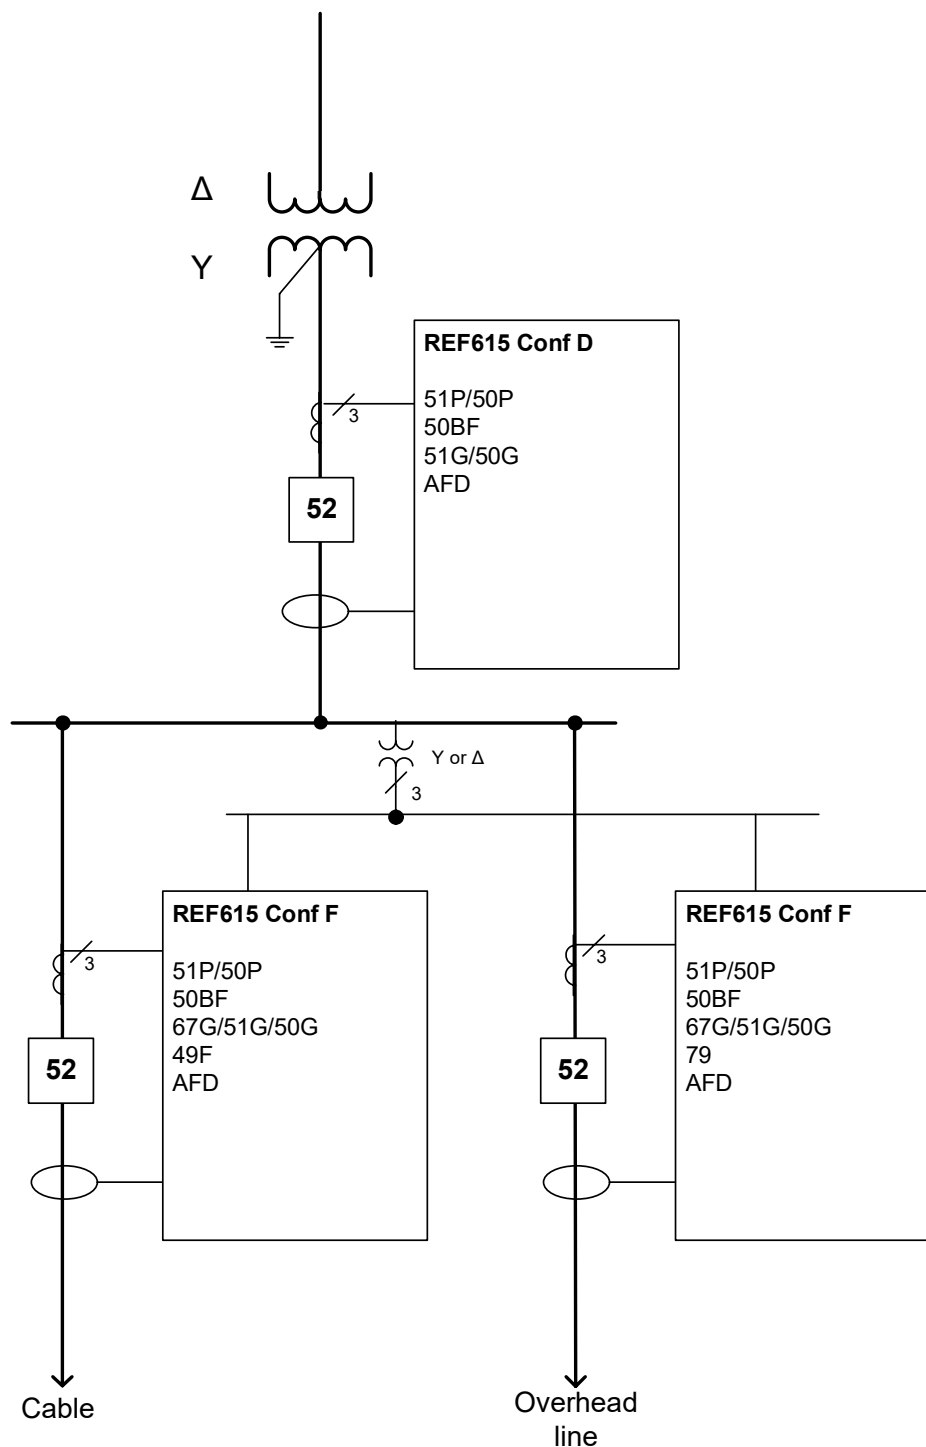 Δ
Y
REF615 Conf D
51P/50P
50BF
51G/50G
AFD
3
52
Y or Δ
3
REF615 Conf F
51P/50P
50BF
67G/51G/50G
49F
AFD
3
52
REF615 Conf F
51P/50P
50BF
67G/51G/50G
79
AFD
3
52
Cable
Overhead
line